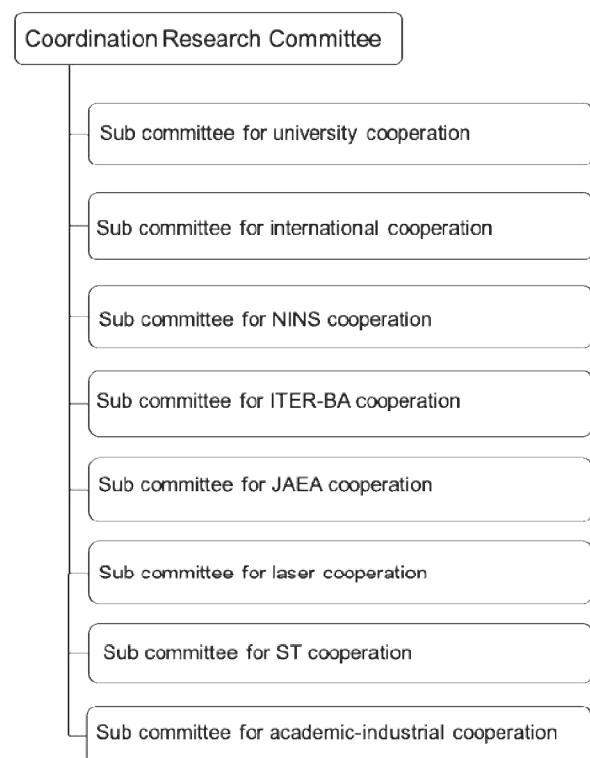 Coordination Research Committee
Sub committee for university cooperation
Sub committee for international cooperation
Sub committee for NINS cooperation
Sub committee for ITER-BA cooperation
Sub committee for JAEA cooperation
Sub committee for laser cooperation
Sub committee for ST cooperation
Sub committee for academic-industrial cooperation